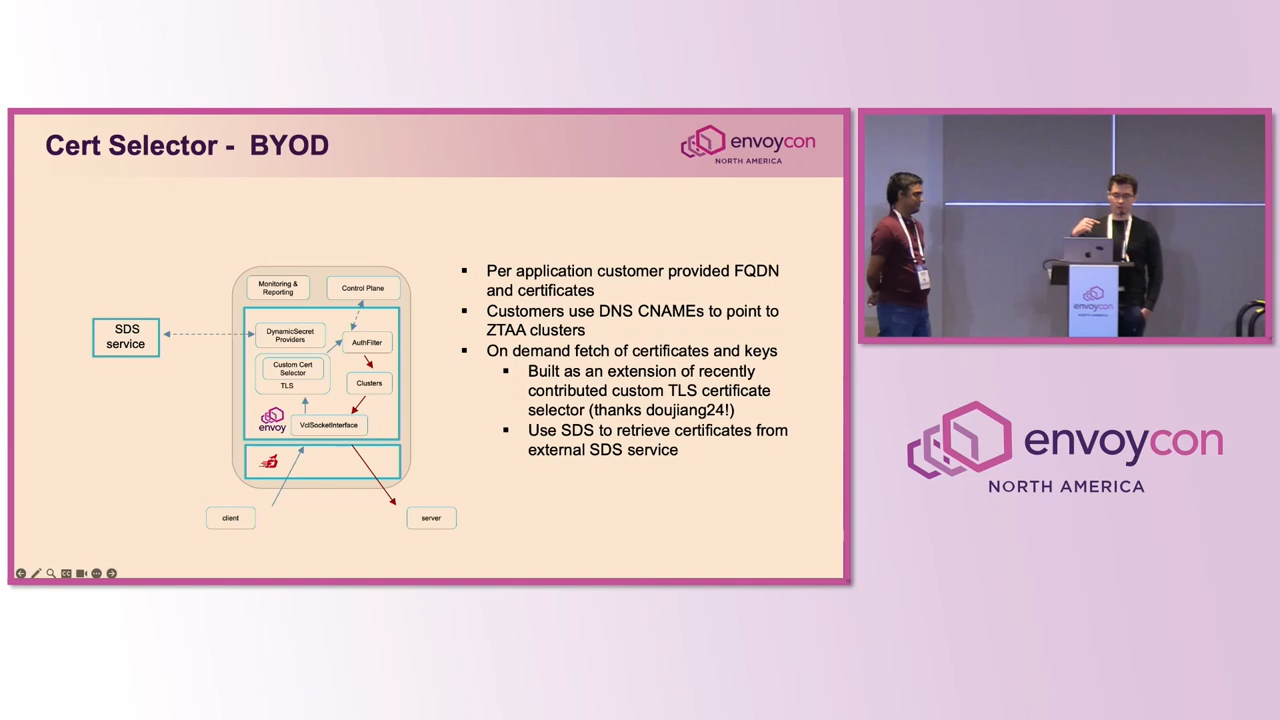 Cert Selector - BYOD
envoycon
NORTH AMERICA
SDS
service
Monitoring &
Reporting
Control Plane
DynamicSecret
Providers
AuthFilter
Custom Cert
Selector
TLS
Clusters
envoy
VclSocketInterface
client
server
▪ Per application customer provided FQDN
and certificates
▪ Customers use DNS CNAMEs to point to
ZTAA clusters
▪ On demand fetch of certificates and keys
▪ Built as an extension of recently
contributed custom TLS certificate
selector (thanks doujiang24!)
▪ Use SDS to retrieve certificates from
external SDS service
envoycon
NORTH AMERICA
envoycon
NORTH AMERICA